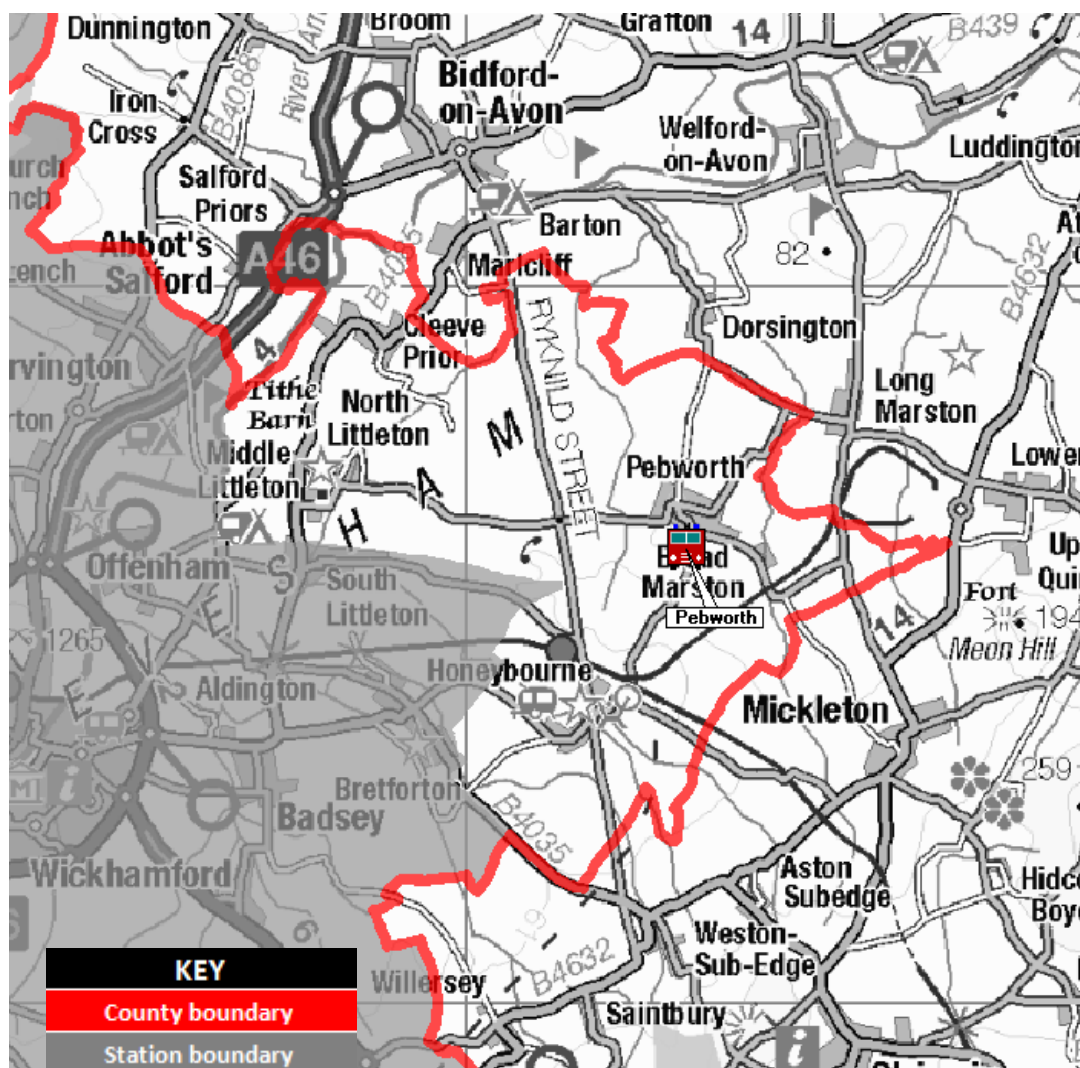 Dunnington
Broom
Grafton
14
B439
B4088
River
Iron
Cross
Bidford-
on-Avon
Welford-
on-Avon
Luddington
Salford
Priors
Barton
82
Abbot's
Salford
A46
B4085
Marlcliff
B4632
Cleeve
Prior
RYKNILD STREET
Dorsington
4
Tithe
Barn
North
Littleton
Long
Marston
M
Middle
Littleton
Pebworth
A
H
Offenham
S
E
South
Littleton
Marston
Fort
Pebworth
14
194
Meon Hill
1265
Honeybourne
Aldington
Mickleton
259
Bretforton
Badsey
B4035
Wickhamford
Aston
Subedge
6
Weston-
Sub-Edge
B4632
Willersey
Saintbury
KEY
County boundary
Station boundary